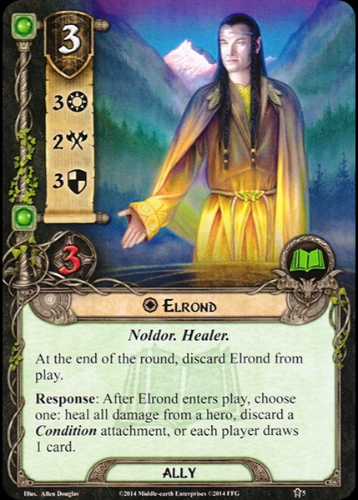 3
3
2
3
3
Elrond
Noldor. Healer.
At the end of the round, discard Elrond from
play.
Response: After Elrond enters play, choose
one: heal all damage from a hero, discard a
Condition attachment, or each player draws
1 card.
ALLY
Illus. Allen Douglas
©2014 Middle-earth Enterprises ©2014 FFG
5